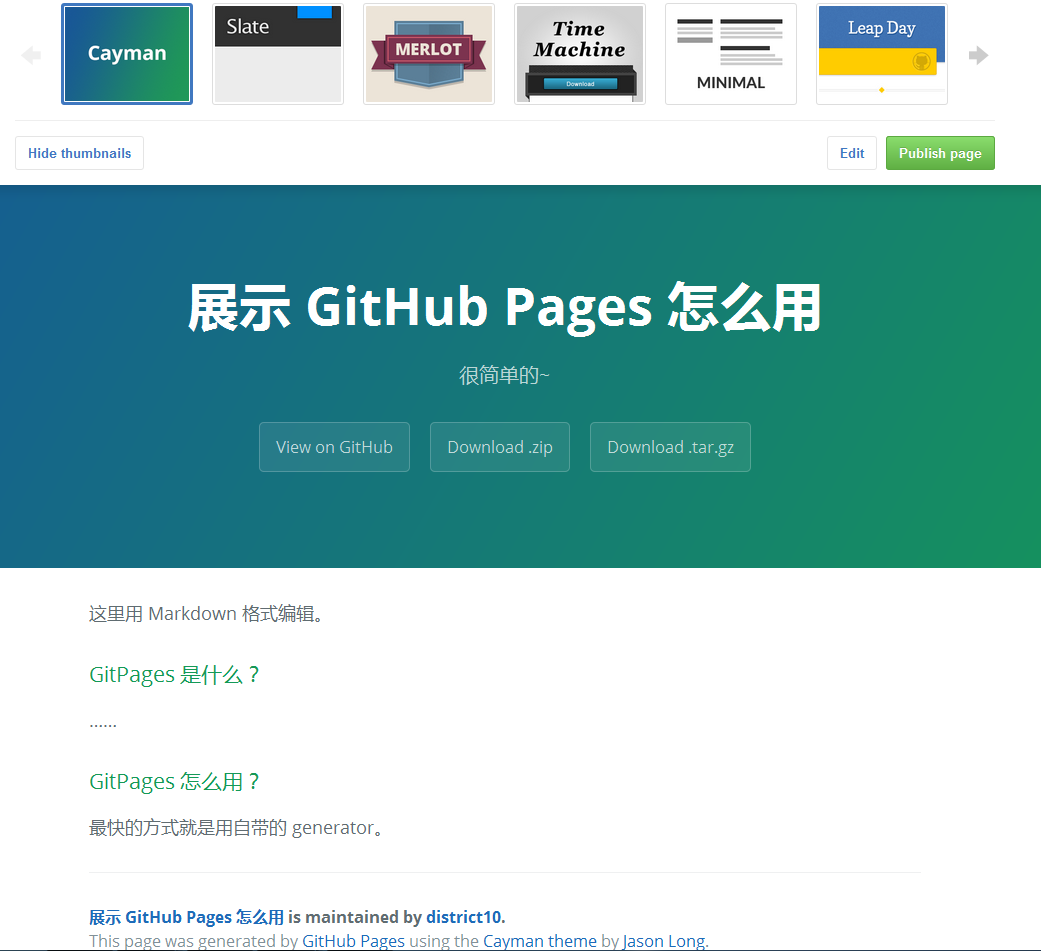 Cayman
Slate
MERLOT
Time
Machine
Download
MINIMAL
Leap Day
Hide thumbnails
Edit
Publish page
展示 GitHub Pages 怎么用
很简单的~
View on GitHub
Download .zip
Download .tar.gz
这里用 Markdown 格式编辑。
GitPages 是什么？
......
GitPages 怎么用？
最快的方式就是用自带的 generator。
展示 GitHub Pages 怎么用 is maintained by district10.
This page was generated by GitHub Pages using the Cayman theme by Jason Long.